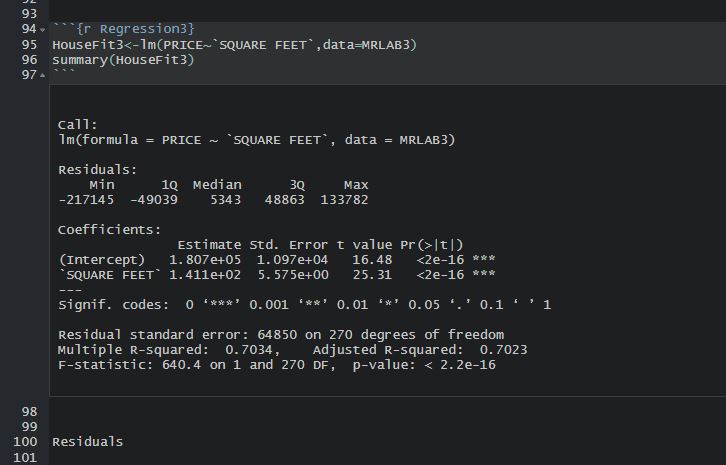 93
94 ```{r Regression3}
95 HouseFit3<-lm(PRICE~`SQUARE FEET`,data=MRLAB3)
96 summary(HouseFit3)
97 ```
Call:
lm(formula = PRICE ~ `SQUARE FEET`, data = MRLAB3)
Residuals:
Min 1Q Median 3Q Max
-217145 -49039 5343 48863 133782
Coefficients:
Estimate Std. Error t value Pr(>|t|)
(Intercept) 1.807e+05 1.097e+04 16.48 <2e-16 ***
`SQUARE FEET` 1.411e+02 5.575e+00 25.31 <2e-16 ***
---
Signif. codes: 0 ‘***’ 0.001 ‘**’ 0.01 ‘*’ 0.05 ‘.’ 0.1 ‘ ’ 1
Residual standard error: 64850 on 270 degrees of freedom
Multiple R-squared: 0.7034, Adjusted R-squared: 0.7023
F-statistic: 640.4 on 1 and 270 DF, p-value: < 2.2e-16
98
99
100 Residuals
101